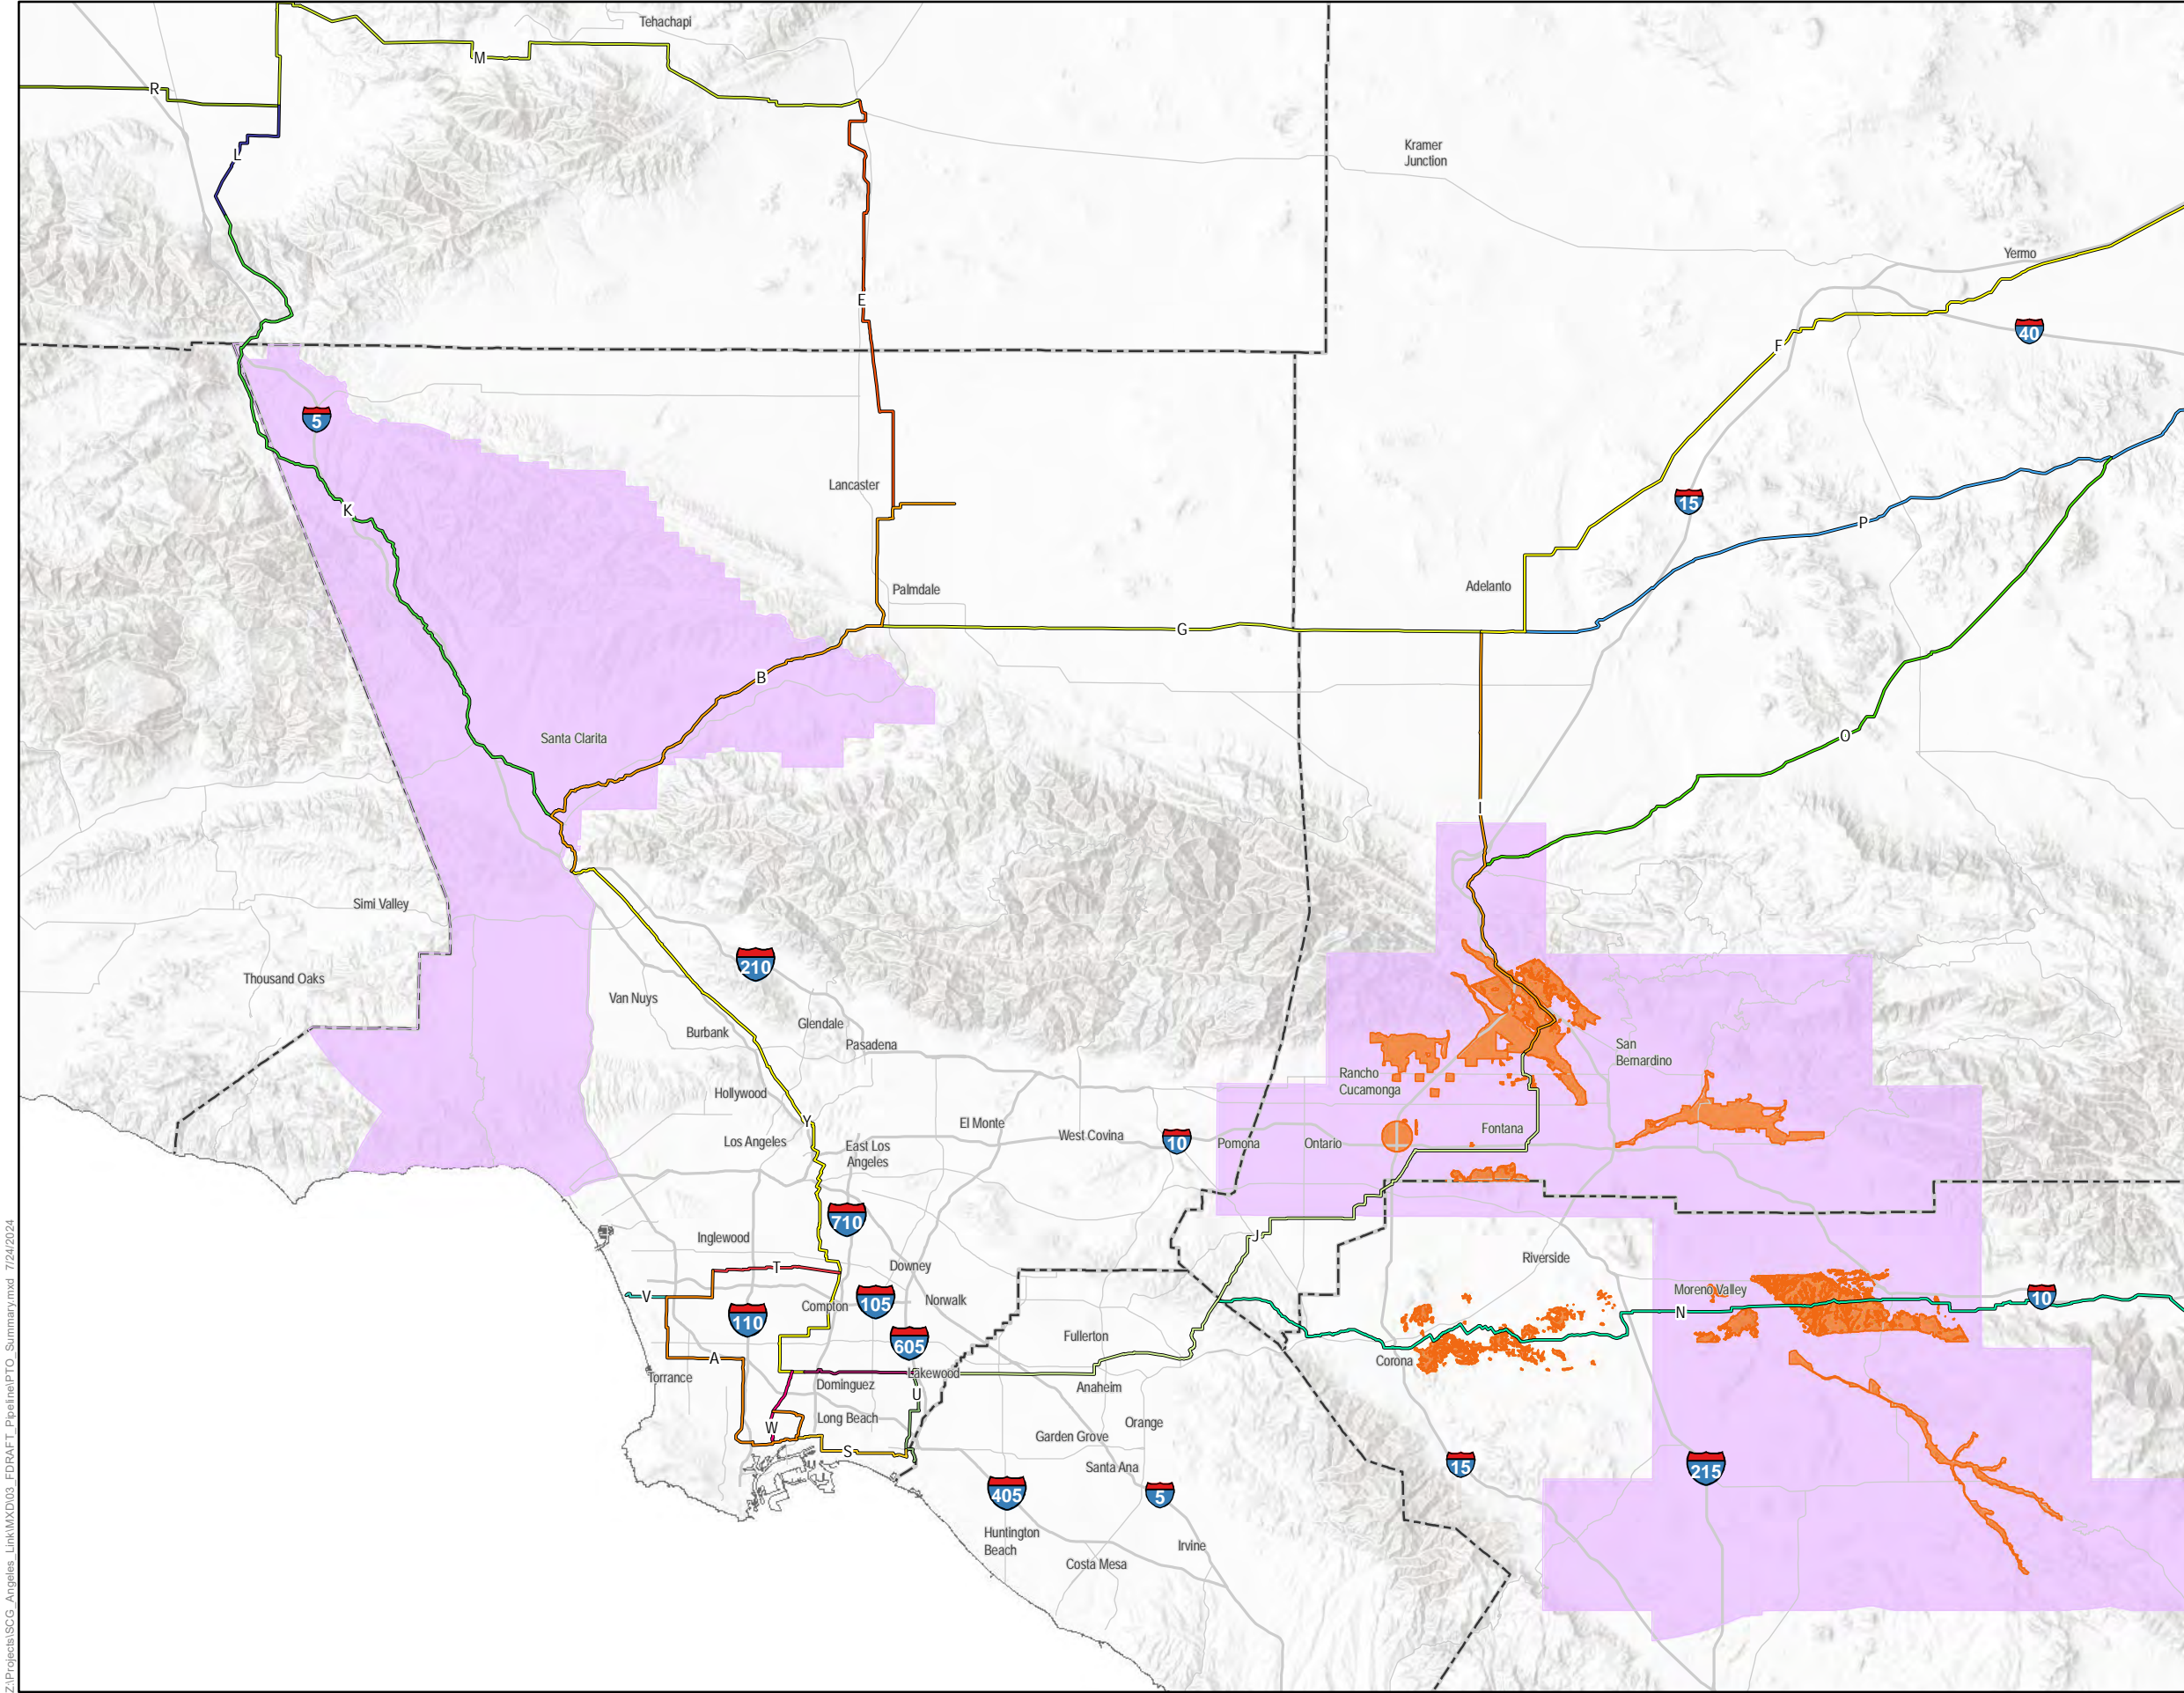 Tehachapi
M
R
Kramer
Junction
L
Yermo
E
40
F
5
Lancaster
15
K
P
Palmdale
Adelanto
G
B
Santa Clarita
O
I
Simi Valley
210
Thousand Oaks
Van Nuys
Burbank
Glendale
Pasadena
San
Bernardino
Rancho
Cucamonga
Hollywood
Y
El Monte
Los Angeles
East Los
Angeles
West Covina
10
Pomona
Ontario
Fontana
710
Inglewood
J
Riverside
T
Downey
Moreno Valley
V
Compton
105
Norwalk
10
110
N
605
Fullerton
A
Corona
Torrance
Lakewood
Dominguez
Anaheim
U
Long Beach
W
Orange
Garden Grove
S
Santa Ana
15
215
405
5
Huntington
Beach
Irvine
Costa Mesa
Z:\Projects\SCG_Angeles_Link\MXD\03_FDRAFT_Pipeline\PTO_Summary.mxd 7/24/2024